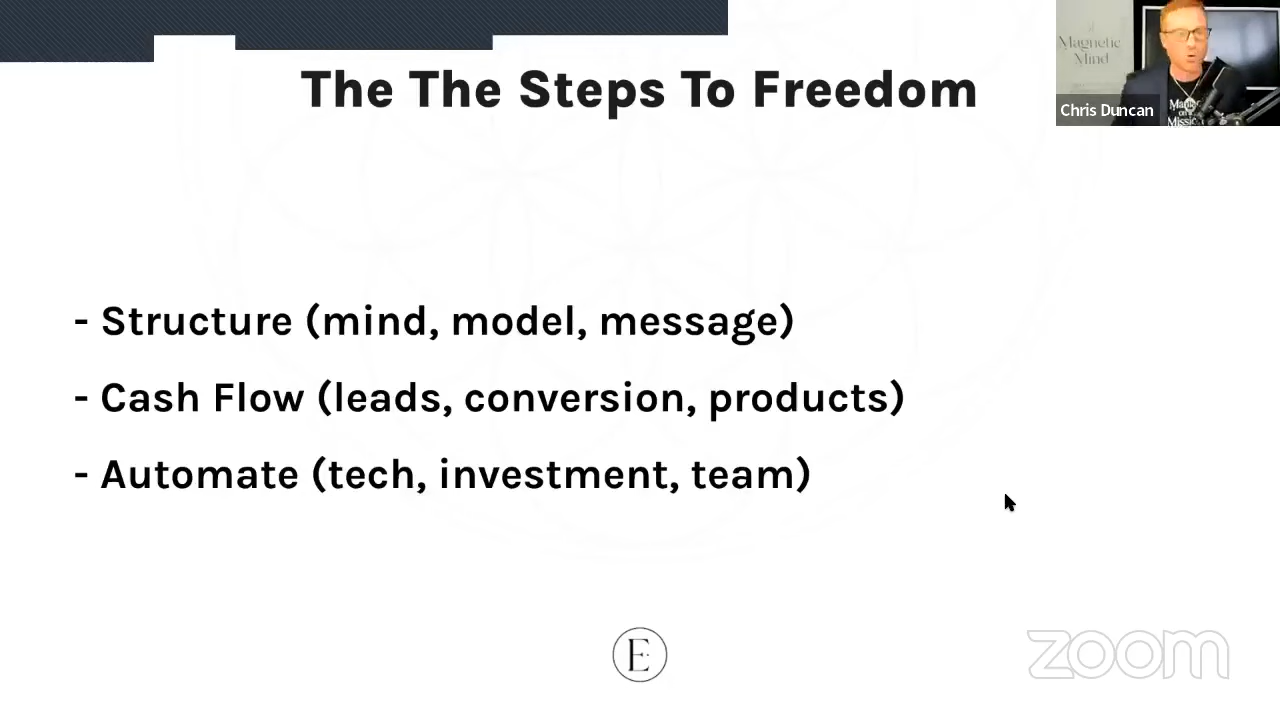 The The Steps To Freedom
Magnetic
Mind
Chris Duncan
- Structure (mind, model, message)
- Cash Flow (leads, conversion, products)
- Automate (tech, investment, team)
E
zoom